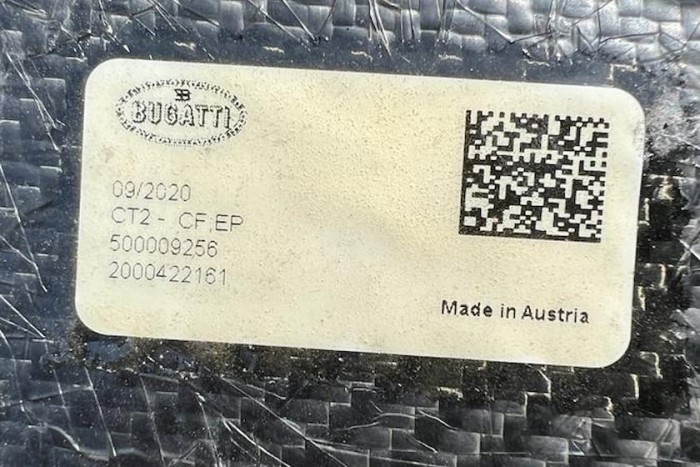 BUGATTI
09/2020
CT2 - CF;EP
500009256
2000422161
Made in Austria